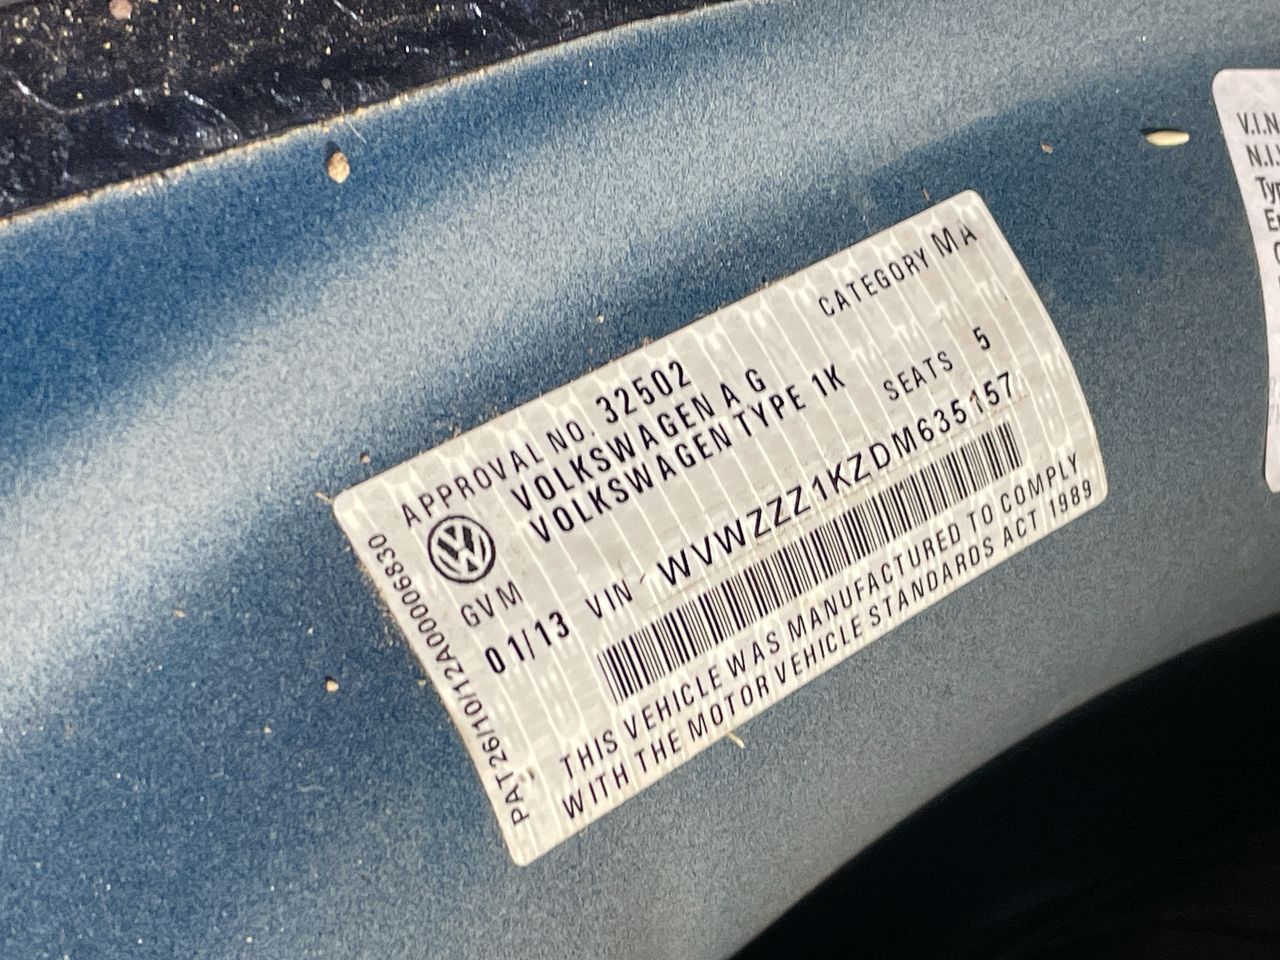 APPROVAL NO. 32502 CATEGORY MA
VOLKSWAGEN A G
VOLKSWAGEN TYPE 1K SEATS 5
GVM
01/13 VIN WVWZZZ1KZDM635157
THIS VEHICLE WAS MANUFACTURED TO COMPLY
WITH THE MOTOR VEHICLE STANDARDS ACT 1989
PAT26/10/12A000006830
V.I.N